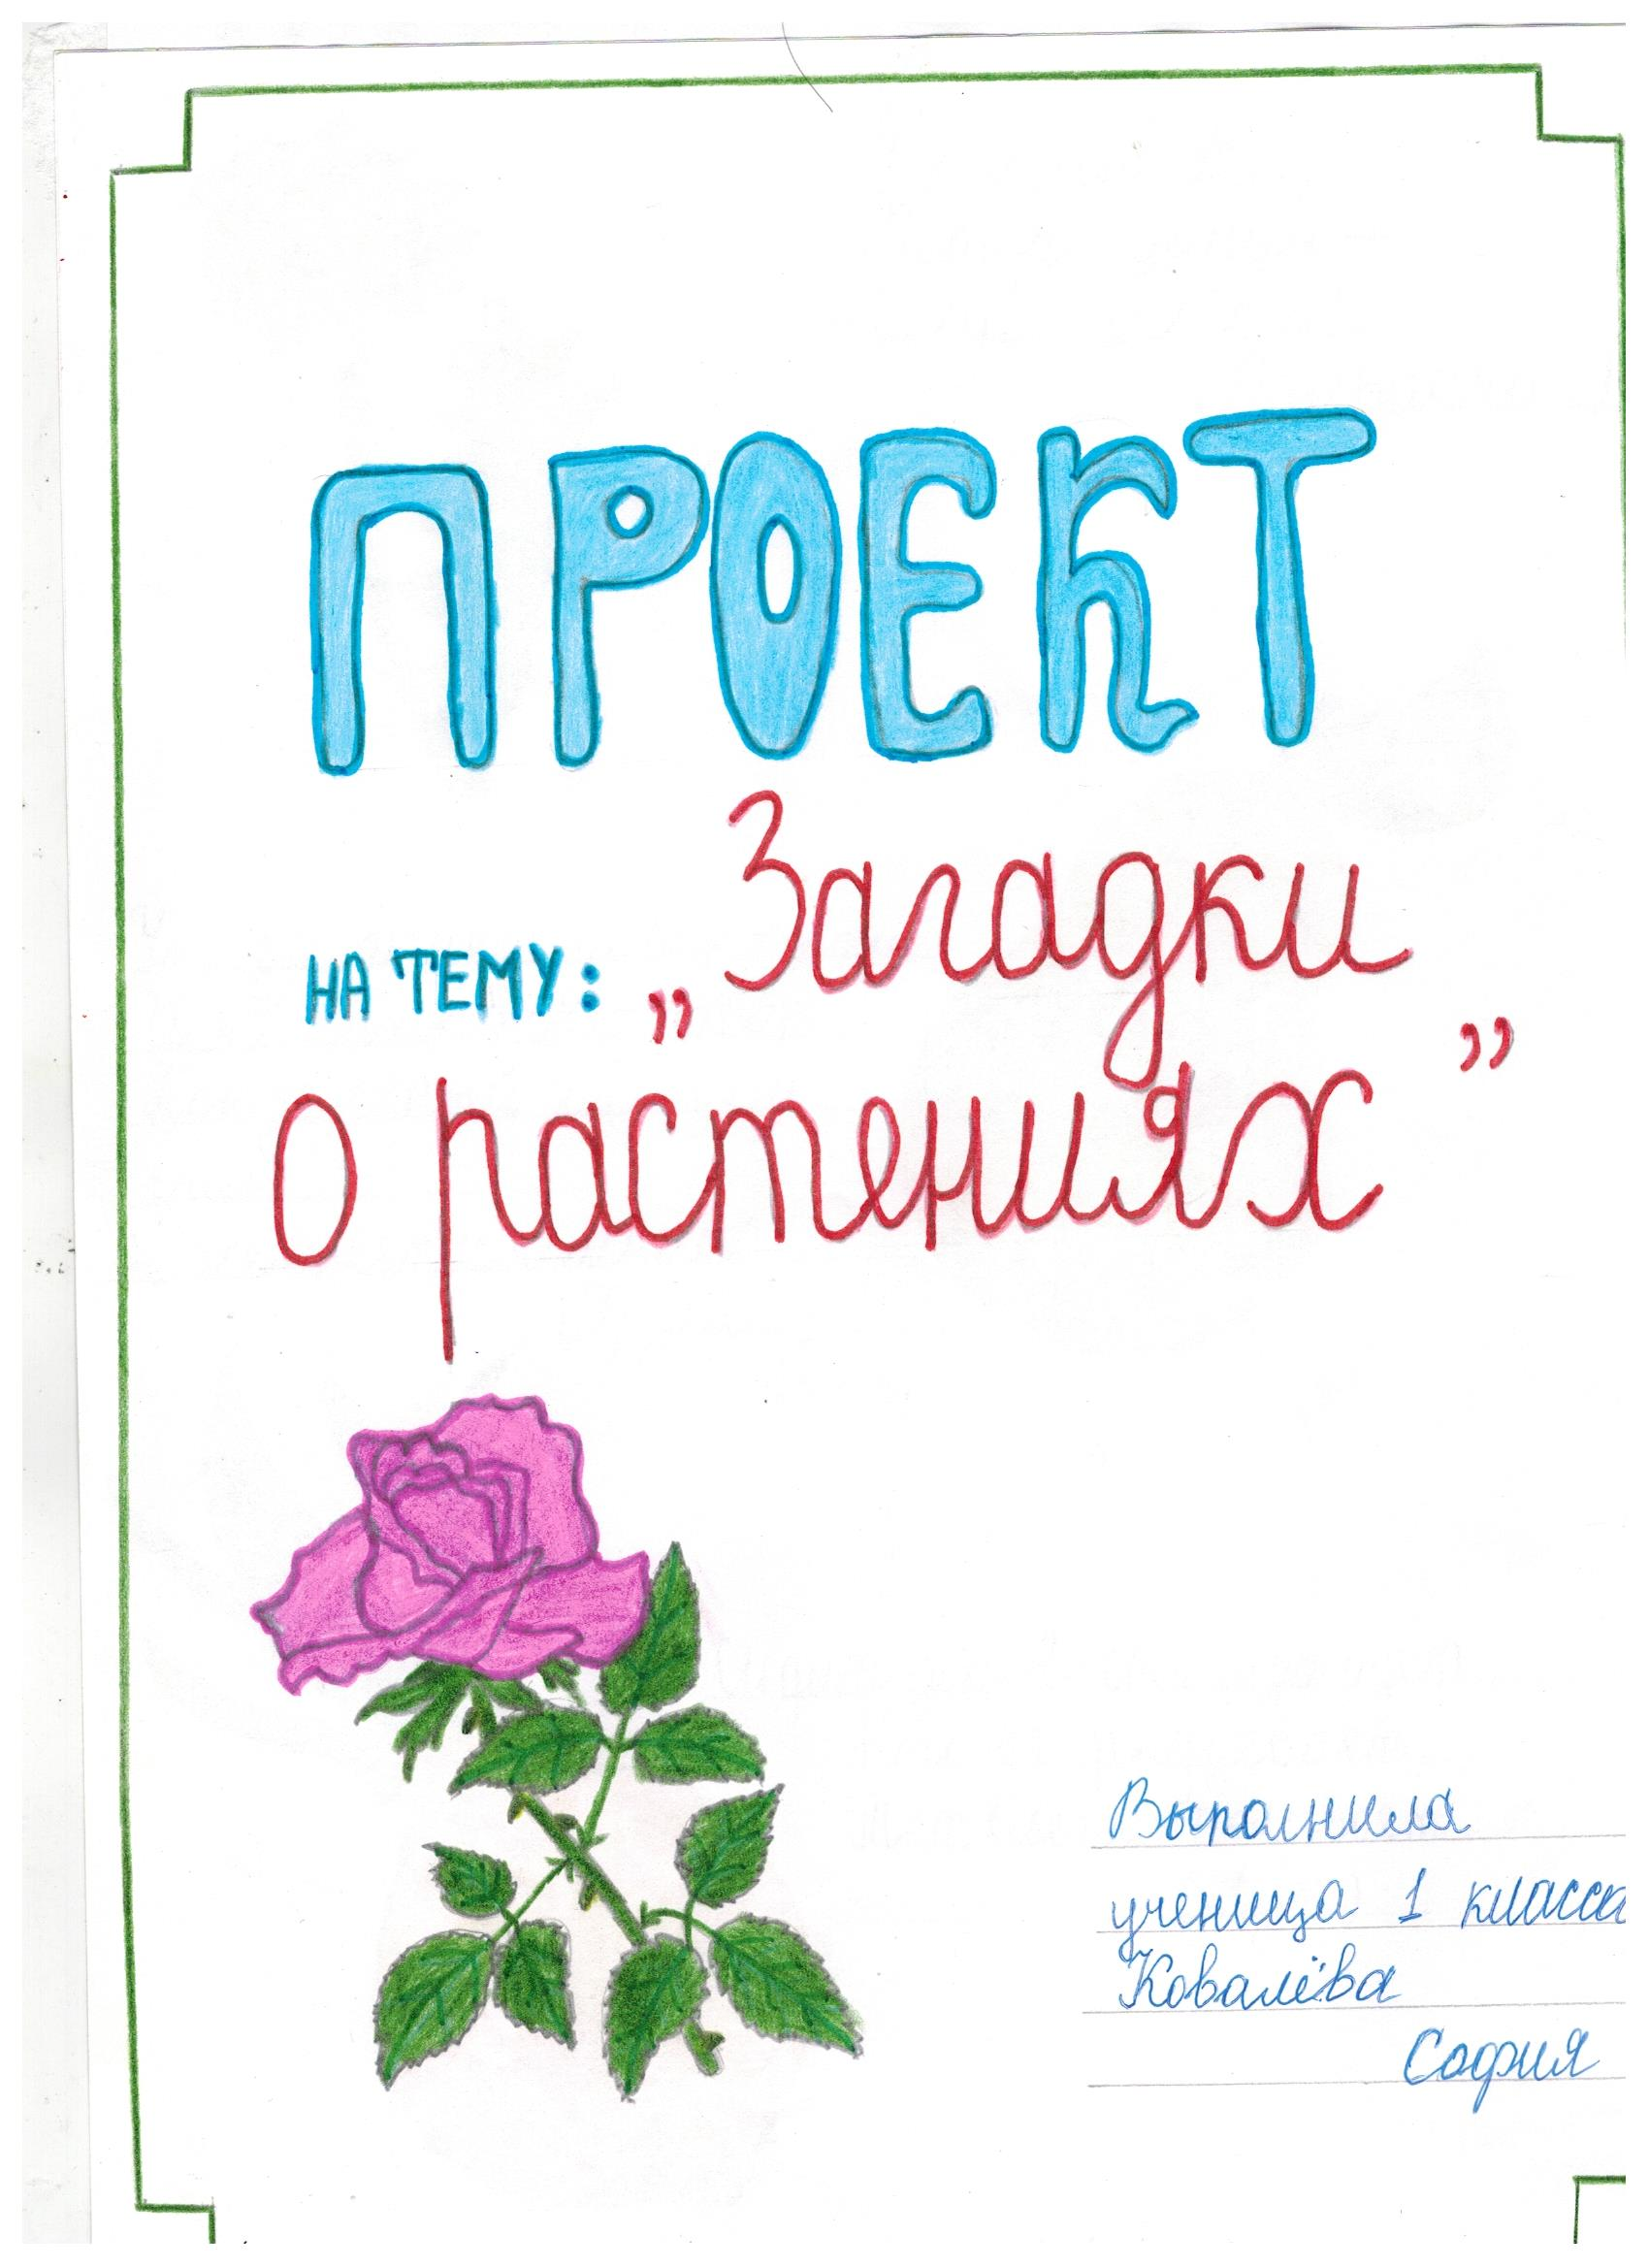 ПРОЕКТ
НА ТЕМУ: „Загадки
о растениях”
Выполнила
ученица 1 класса
Ковалёва
София